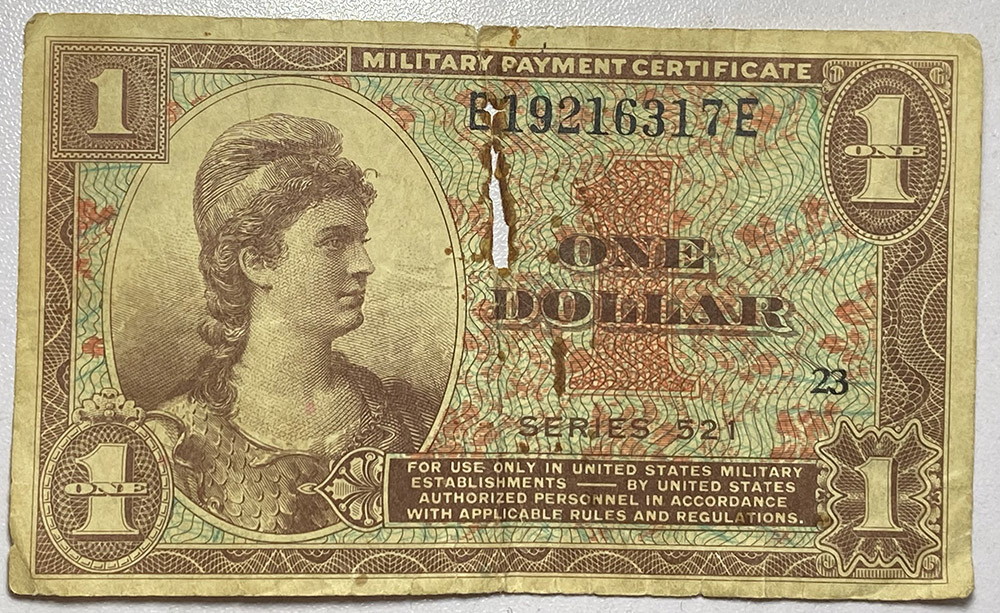 1
MILITARY PAYMENT CERTIFICATE
E19216317E
1
ONE
ONE
DOLLAR
1
23
SERIES 521
1
ONE
FOR USE ONLY IN UNITED STATES MILITARY
ESTABLISHMENTS — BY UNITED STATES
AUTHORIZED PERSONNEL IN ACCORDANCE
WITH APPLICABLE RULES AND REGULATIONS.
1